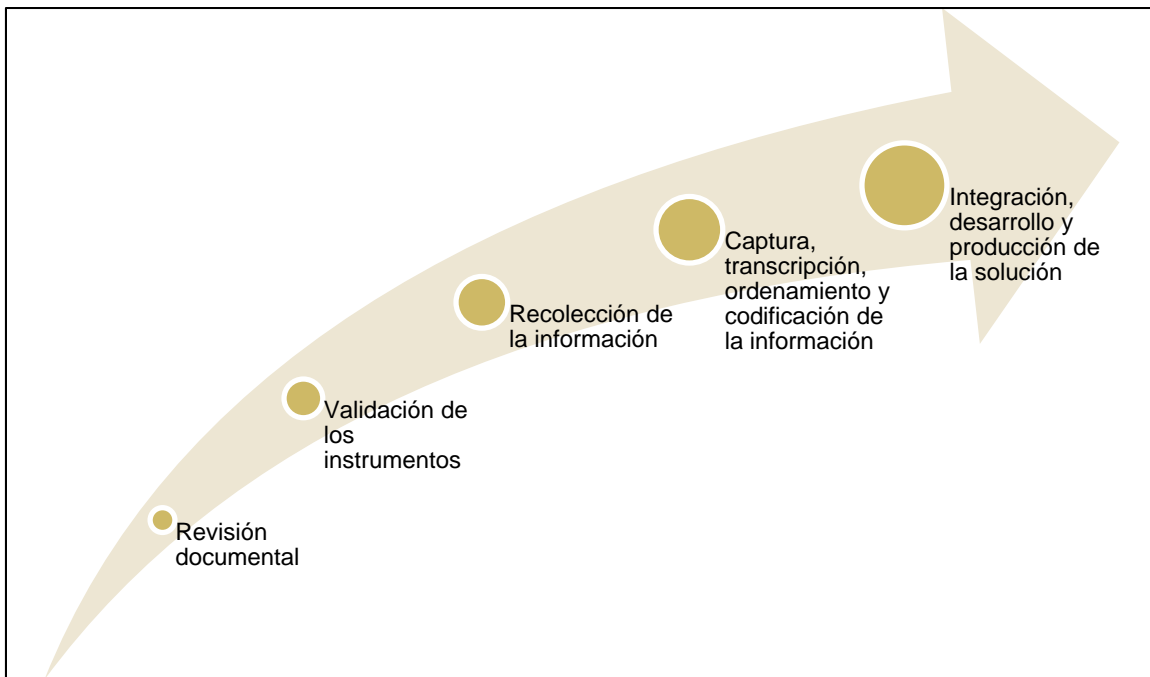 Revisión
documental
Validación de
los
instrumentos
Recolección de
la información
Captura,
transcripción,
ordenamiento y
codificación de
la información
Integración,
desarrollo y
producción de
la solución